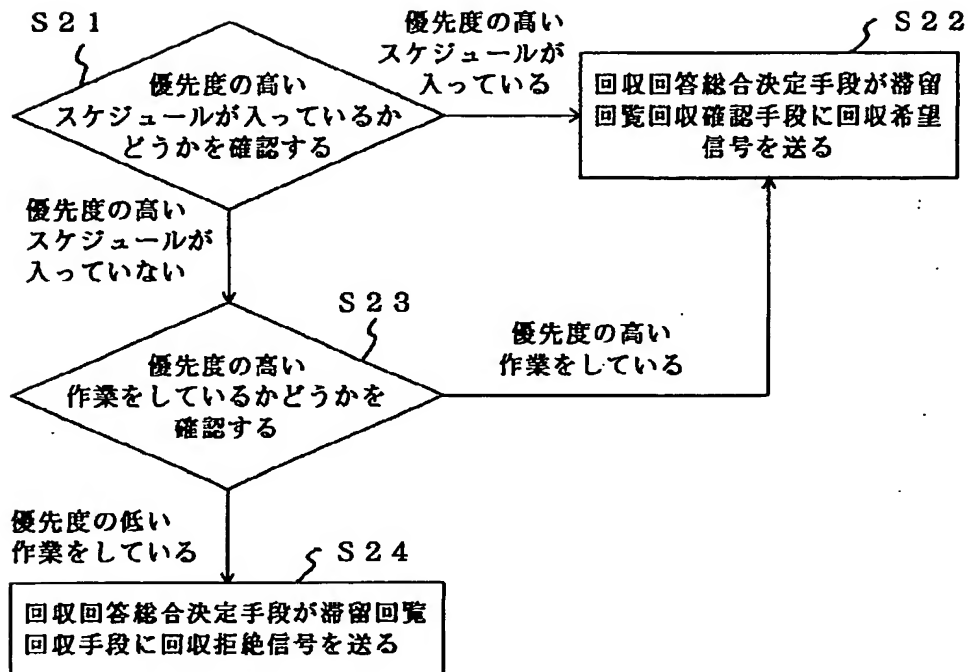 S21
優先度の高い
スケジュールが入っているか
どうかを確認する
優先度の高い
スケジュールが
入っている
S22
回収回答総合決定手段が滞留
回覧回収確認手段に回収希望
信号を送る
優先度の高い
スケジュールが
入っていない
S23
優先度の高い
作業をしているかどうかを
確認する
優先度の高い
作業をしている
優先度の低い
作業をしている
S24
回収回答総合決定手段が滞留回覧
回収手段に回収拒絶信号を送る